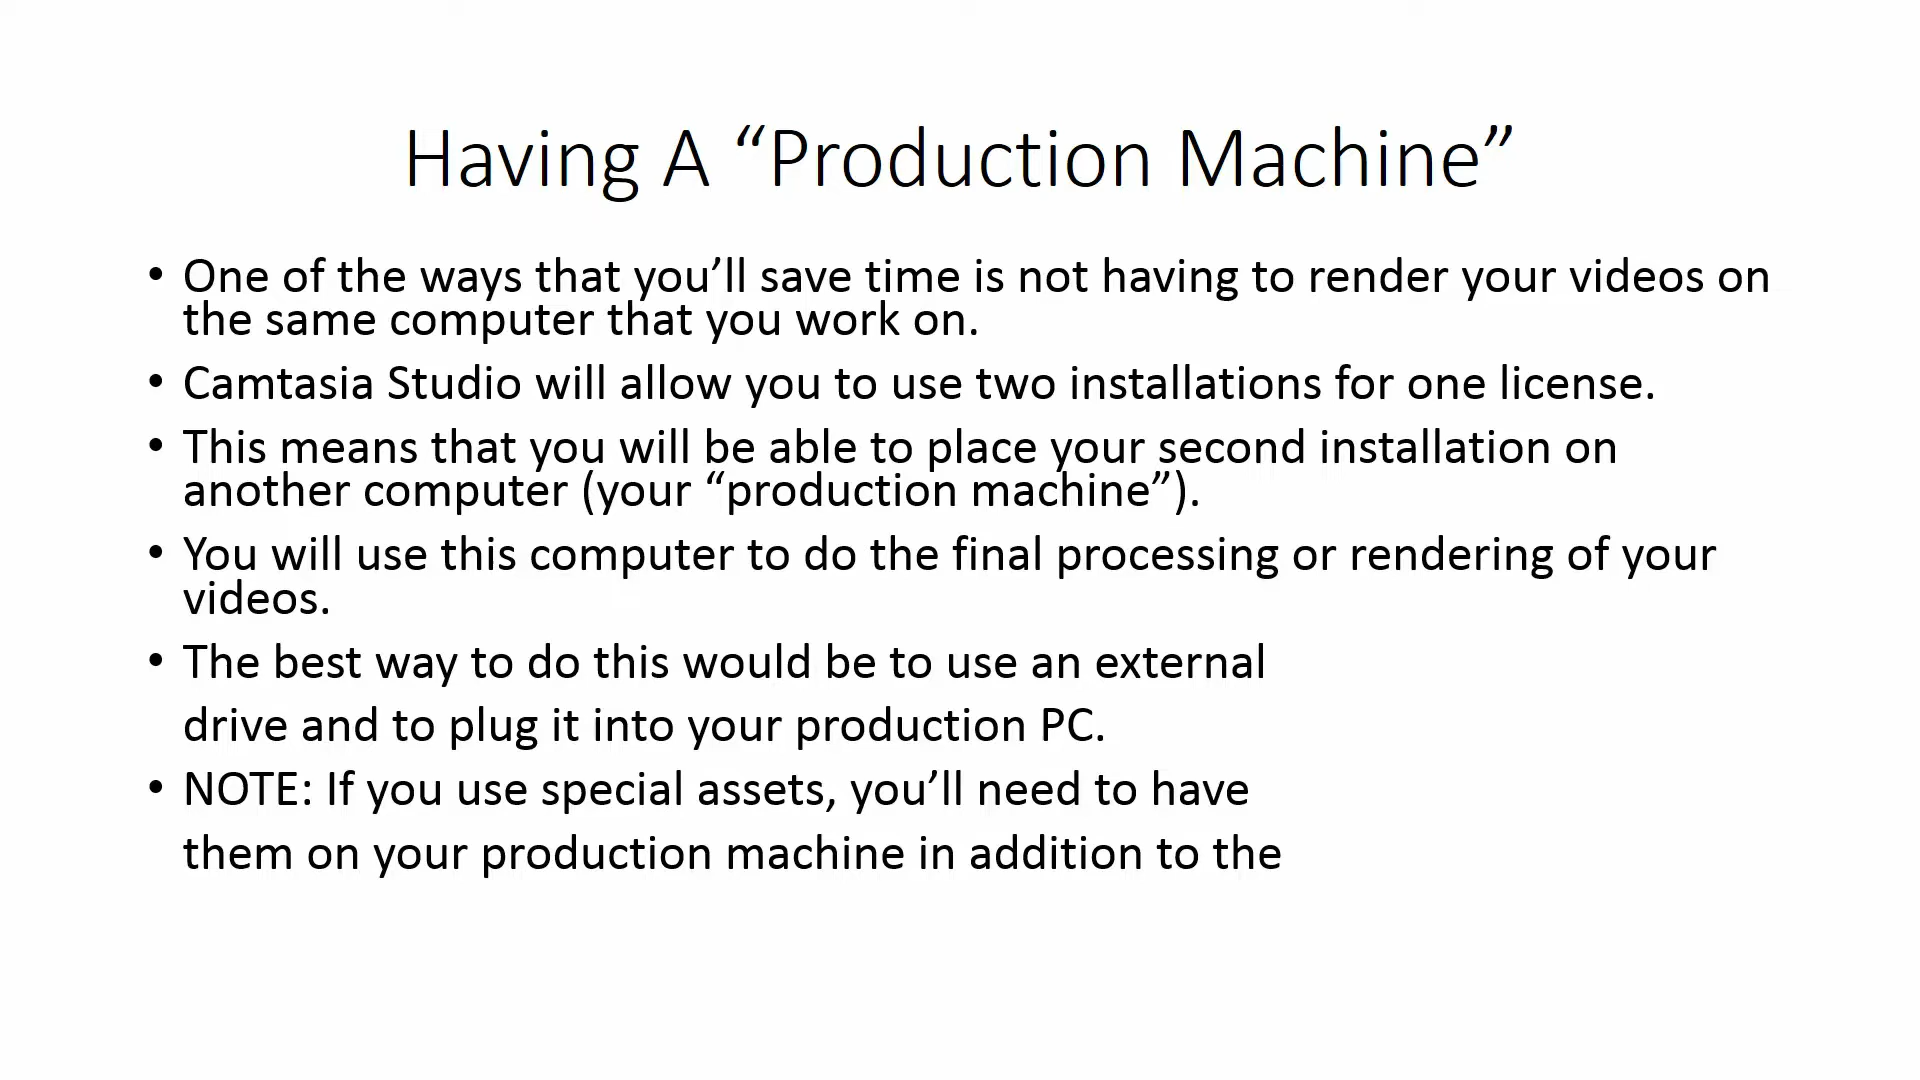 Having A “Production Machine”
• One of the ways that you’ll save time is not having to render your videos on
the same computer that you work on.
• Camtasia Studio will allow you to use two installations for one license.
• This means that you will be able to place your second installation on
another computer (your “production machine”).
• You will use this computer to do the final processing or rendering of your
videos.
• The best way to do this would be to use an external
drive and to plug it into your production PC.
• NOTE: If you use special assets, you’ll need to have
them on your production machine in addition to the